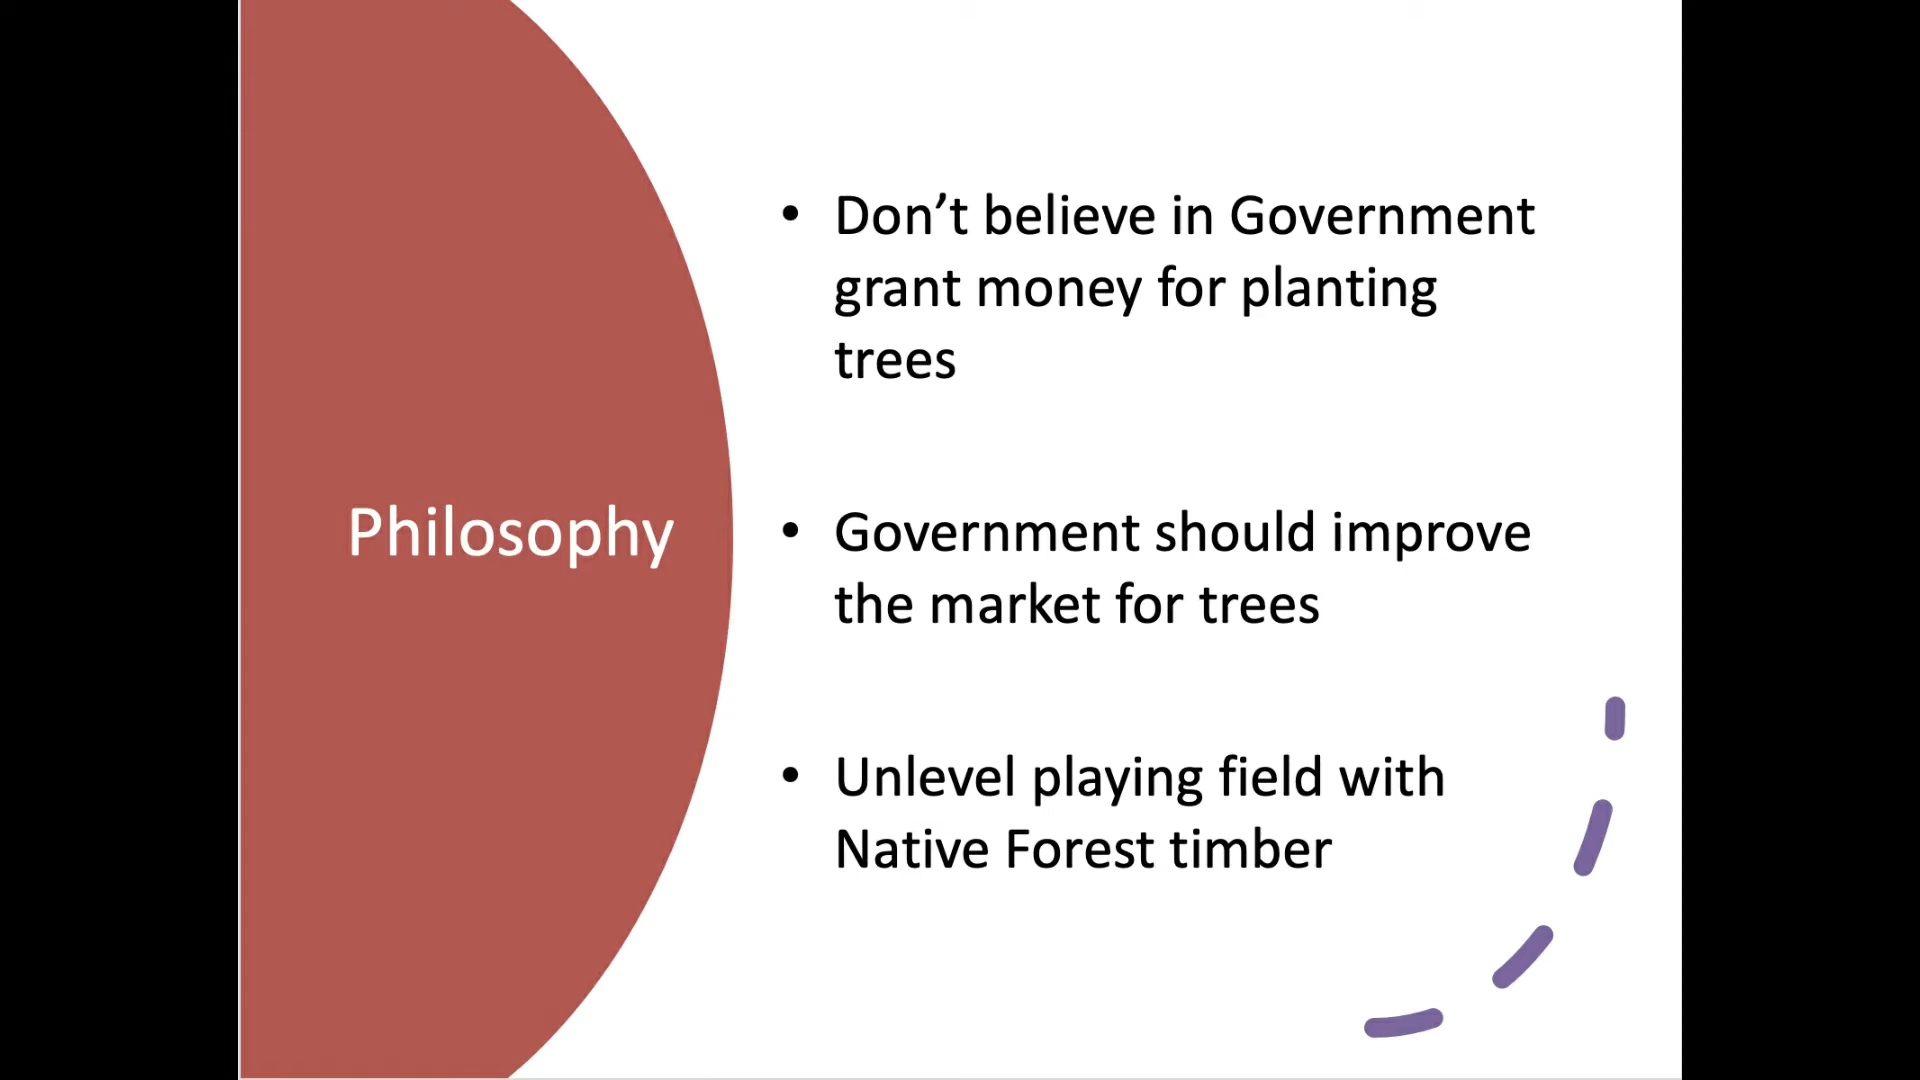 Philosophy
• Don’t believe in Government
grant money for planting
trees
• Government should improve
the market for trees
• Unlevel playing field with
Native Forest timber